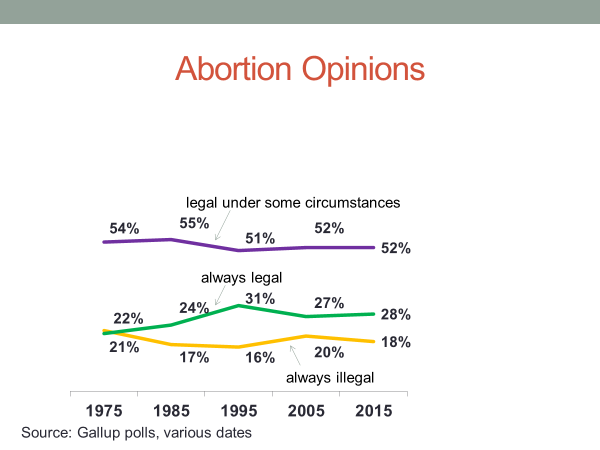 Abortion Opinions
legal under some circumstances
54%
55%
51%
52%
52%
always legal
22%
24%
31%
27%
28%
21%
17%
16%
20%
18%
always illegal
1975 1985 1995 2005 2015
Source: Gallup polls, various dates